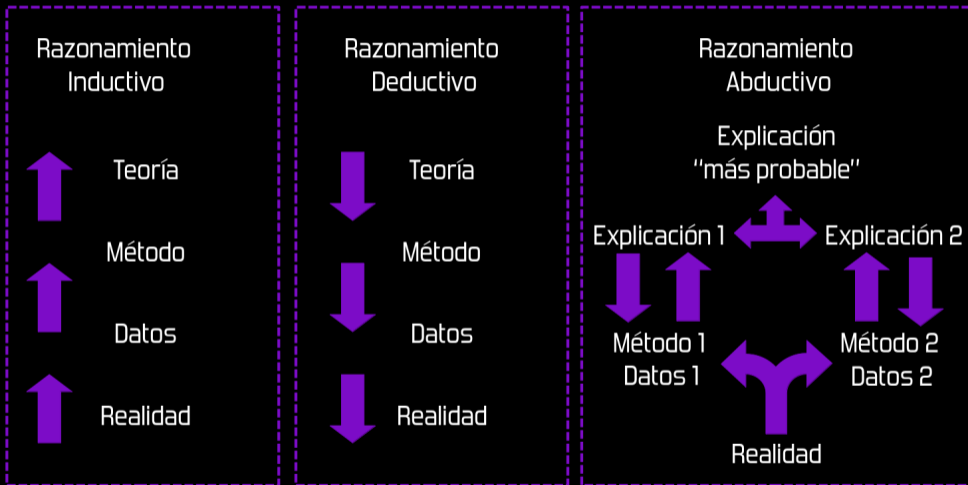 Razonamiento
Inductivo
Teoría
Método
Datos
Realidad
Razonamiento
Deductivo
Teoría
Método
Datos
Realidad
Razonamiento
Abductivo
Explicación
“más probable”
Explicación 1
Explicación 2
Método 1
Datos 1
Método 2
Datos 2
Realidad